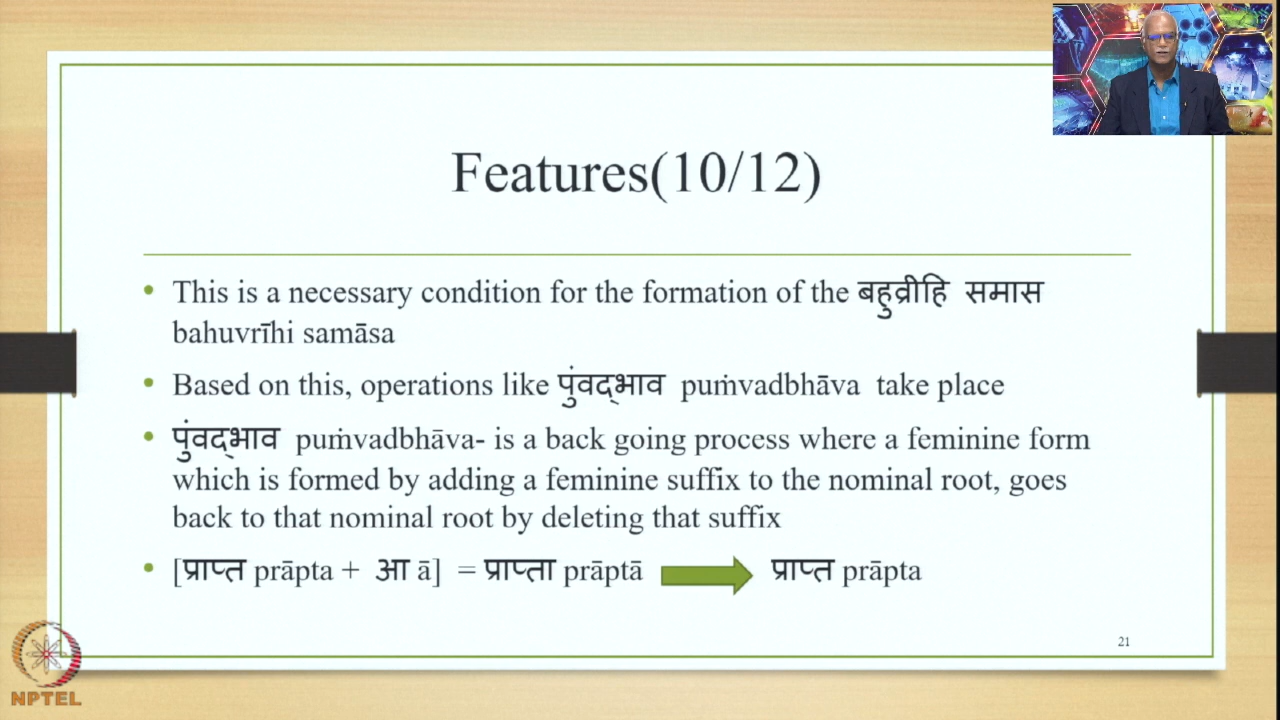 Features(10/12)
• This is a necessary condition for the formation of the बहुव्रीहि समास
bahuvrīhi samāsa
• Based on this, operations like पुंवद्भाव puṁvadbhāva take place
• पुंवद्भाव puṁvadbhāva- is a back going process where a feminine form
which is formed by adding a feminine suffix to the nominal root, goes
back to that nominal root by deleting that suffix
• [प्राप्त prāpta + आ ā] = प्राप्ता prāptā प्राप्त prāpta
21
NPTEL